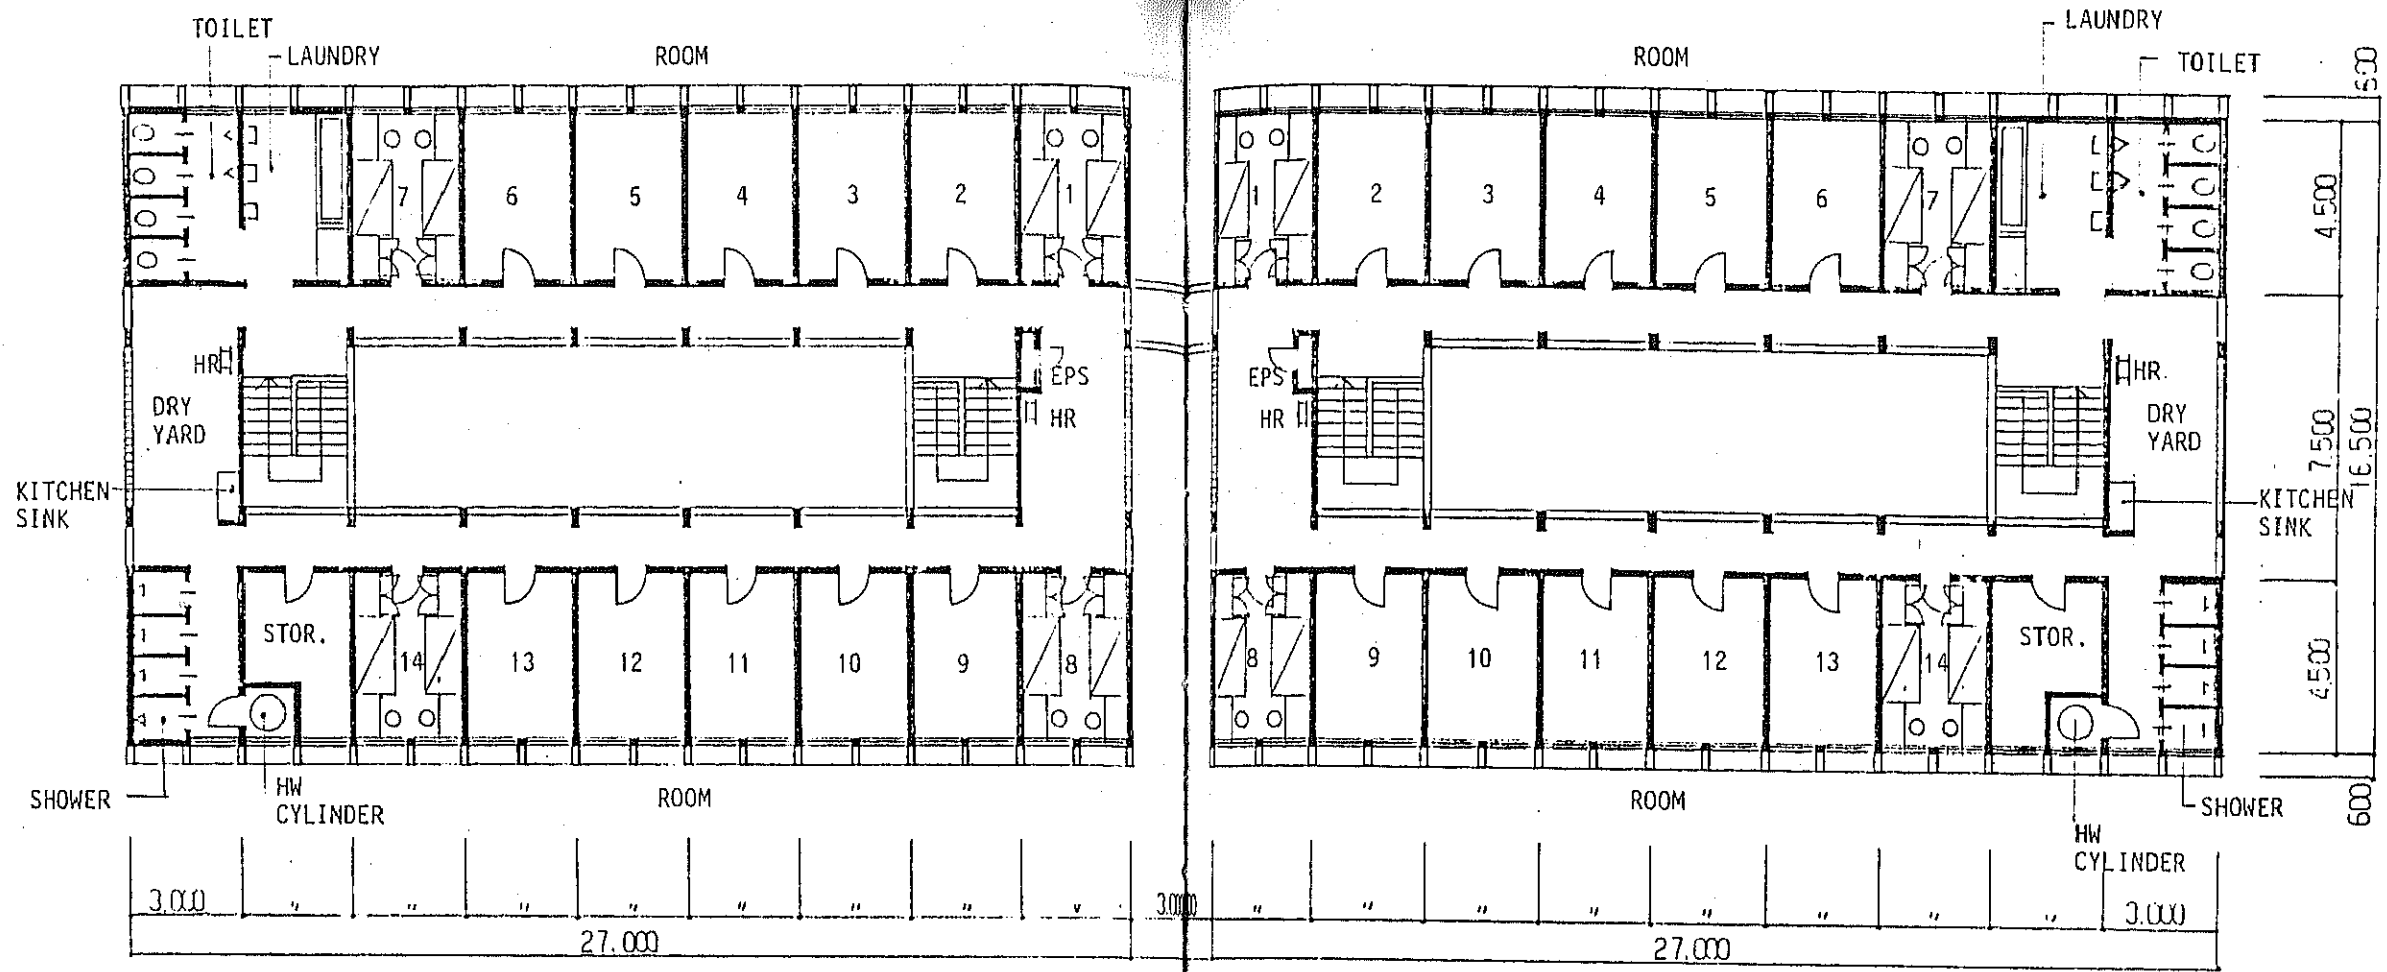 TOILET
LAUNDRY
ROOM
ROOM
LAUNDRY
TOILET
600
7
6
5
4
3
2
1
1
2
3
4
5
6
7
4.500
HR
EPS
HR
DRY
YARD
EPS
HR
HR.
DRY
YARD
7.500
16.500
KITCHEN
SINK
KITCHEN
SINK
STOR.
14
13
12
11
10
9
8
8
9
10
11
12
13
14
STOR.
4.500
SHOWER
HW
CYLINDER
ROOM
ROOM
HW
CYLINDER
SHOWER
600
3.000 " " " " " " " " 3.000 " " " " " " " " 3.000
27.000
27.000